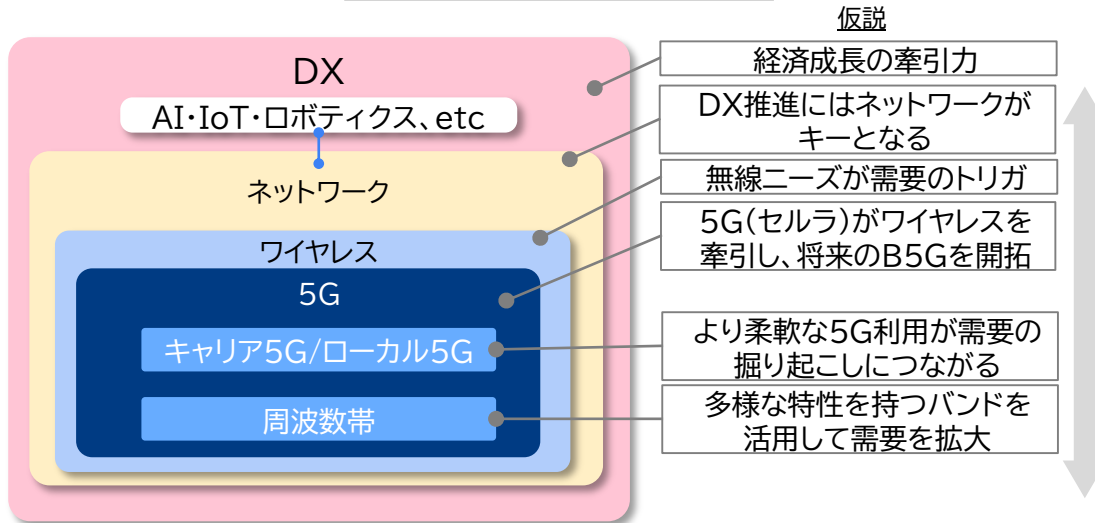 仮説
DX
AI・IoT・ロボティクス、etc
ネットワーク
ワイヤレス
5G
キャリア5G/ローカル5G
周波数帯
経済成長の牽引力
DX推進にはネットワークが
キーとなる
無線ニーズが需要のトリガ
5G(セルラ)がワイヤレスを
牽引し、将来のB5Gを開拓
より柔軟な5G利用が需要の
掘り起こしにつながる
多様な特性を持つバンドを
活用して需要を拡大